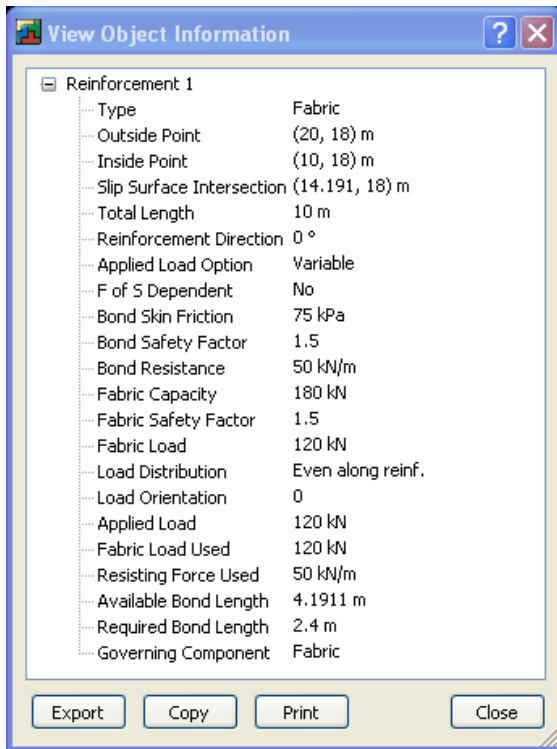 View Object Information
Reinforcement 1
Type Fabric
Outside Point (20, 18) m
Inside Point (10, 18) m
Slip Surface Intersection (14.191, 18) m
Total Length 10 m
Reinforcement Direction 0 °
Applied Load Option Variable
F of S Dependent No
Bond Skin Friction 75 kPa
Bond Safety Factor 1.5
Bond Resistance 50 kN/m
Fabric Capacity 180 kN
Fabric Safety Factor 1.5
Fabric Load 120 kN
Load Distribution Even along reinf.
Load Orientation 0
Applied Load 120 kN
Fabric Load Used 120 kN
Resisting Force Used 50 kN/m
Available Bond Length 4.1911 m
Required Bond Length 2.4 m
Governing Component Fabric
Export Copy Print Close